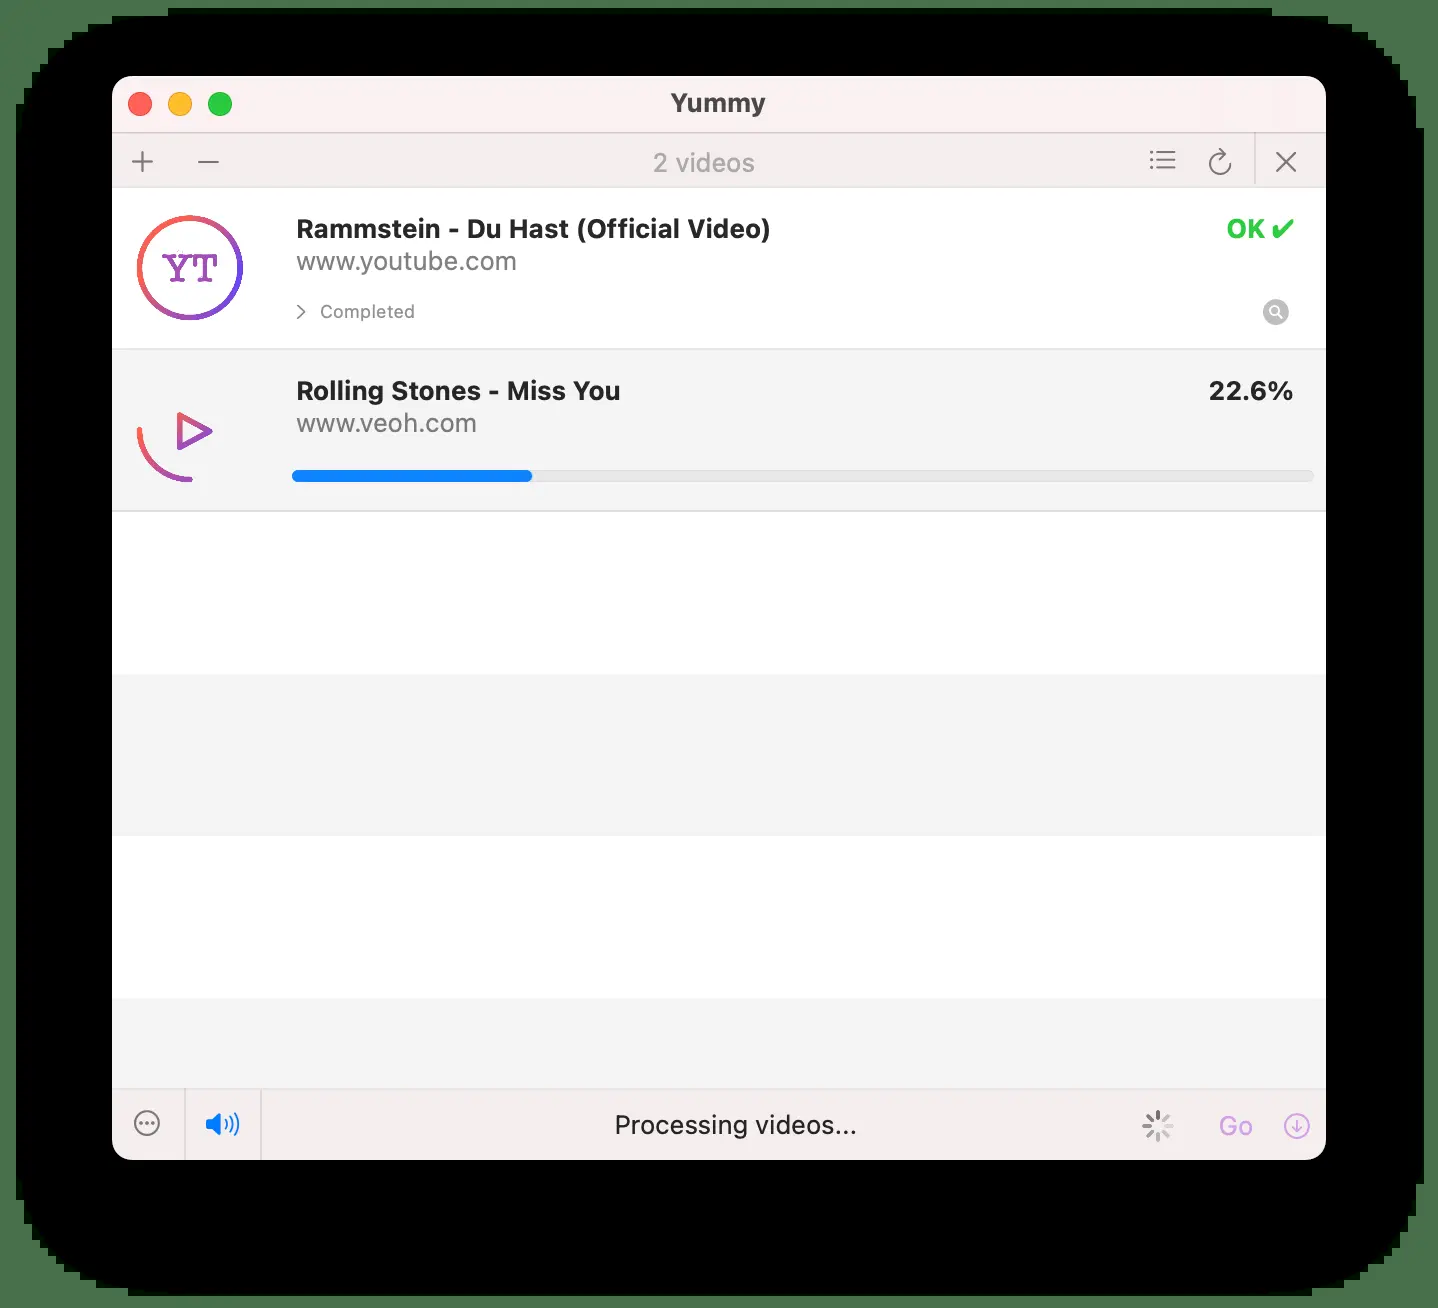 Yummy
2 videos
YT
Rammstein - Du Hast (Official Video)
OK ✔
www.youtube.com
Completed
Rolling Stones - Miss You
22.6%
www.veoh.com
Processing videos...
Go